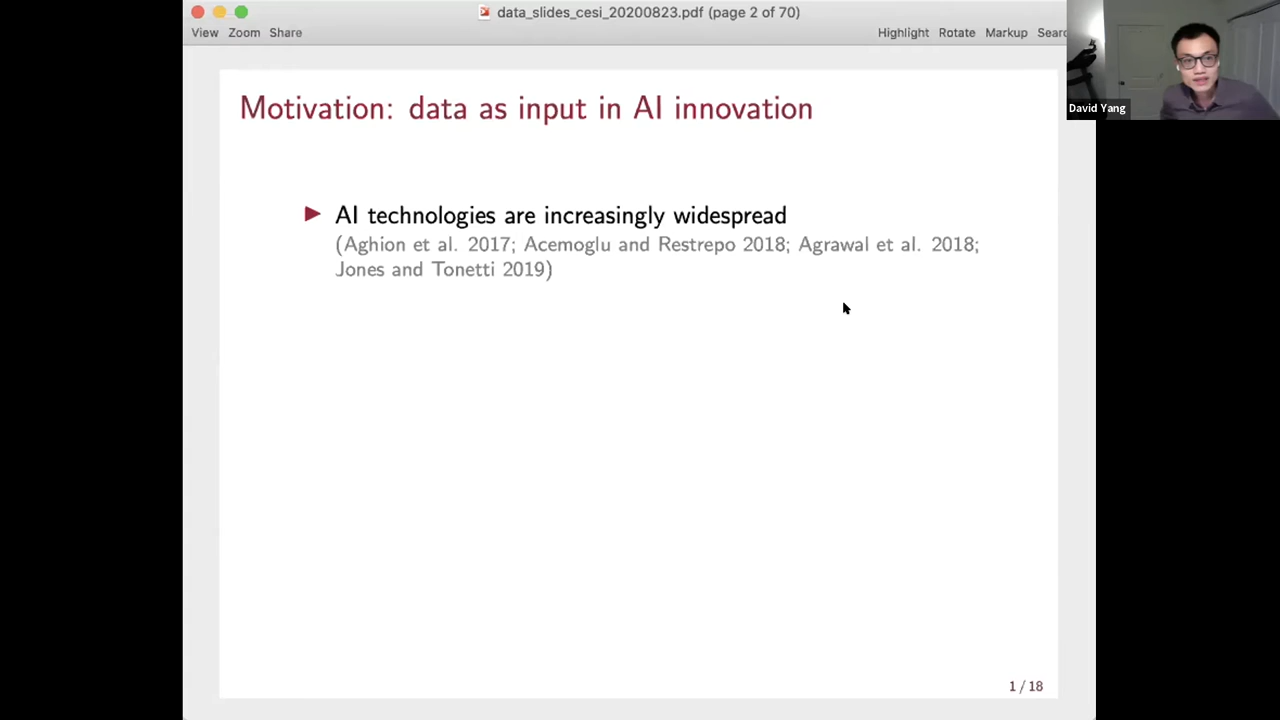 data_slides_cesi_20200823.pdf (page 2 of 70)
View Zoom Share Highlight Rotate Markup Searc
David Yang
Motivation: data as input in AI innovation
AI technologies are increasingly widespread
(Aghion et al. 2017; Acemoglu and Restrepo 2018; Agrawal et al. 2018;
Jones and Tonetti 2019)
1 / 18